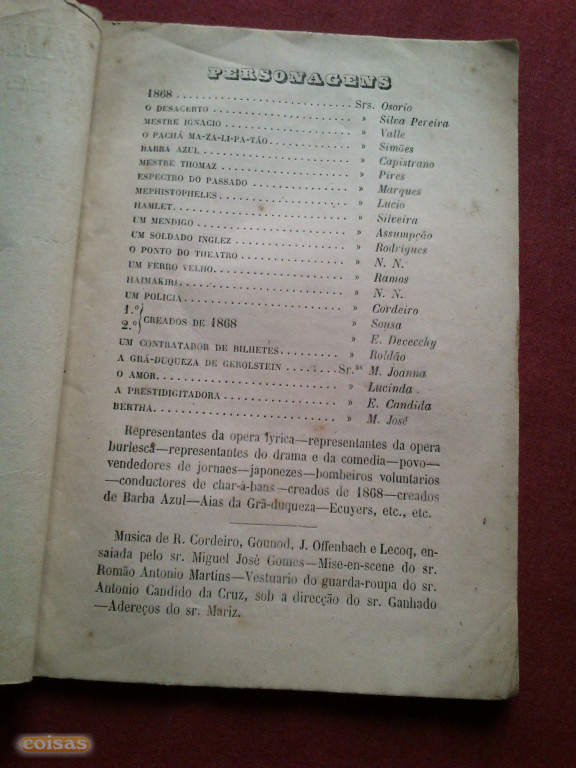 PERSONAGENS
1868 ........ Srs. Osorio
O DESACERTO ........ » Silva Pereira
MESTRE IGNACIO ........ » Valle
O PACHÁ MA-ZA-LI-PA-TÃO ........ » Simões
BARBA AZUL ........ » Capistrano
MESTRE THOMAZ ........ » Pires
ESPECTRO DO PASSADO ........ » Marques
MEPHISTOPHELES ........ » Lucio
HAMLET ........ » Silveira
UM MENDIGO ........ » Assumpção
UM SOLDADO INGLEZ ........ » Rodrigues
O PONTO DO THEATRO ........ » N. N.
UM FERRO VELHO ........ » Ramos
HAIMAKIRI ........ » N. N.
UM POLICIA ........ » Cordeiro
1.º } CREADOS DE 1868 ........ » Sousa
2.º } ........ » E. Dececchy
UM CONTRATADOR DE BILHETES ........ » Roldão
A GRÃ-DUQUEZA DE GEROLSTEIN ........ Sr.as M. Joanna
O AMOR ........ » Lucinda
A PRESTIDIGITADORA ........ » E. Candida
BERTHA ........ » M. José
Representantes da opera lyrica—representantes da opera
burlesca—representantes do drama e da comedia—povo—
vendedores de jornaes—japonezes—bombeiros voluntarios
—conductores de char-à-bans—creados de 1868—creados
de Barba Azul—Aias da Grã-duqueza—Ecuyers, etc., etc.
Musica de R. Cordeiro, Gounod, J. Offenbach e Lecoq, en-
saiada pelo sr. Miguel José Gomes—Mise-en-scene do sr.
Romão Antonio Martins—Vestuario do guarda-roupa do sr.
Antonio Candido da Cruz, sob a direcção do sr. Ganhado
—Adereços do sr. Mariz.
coisas